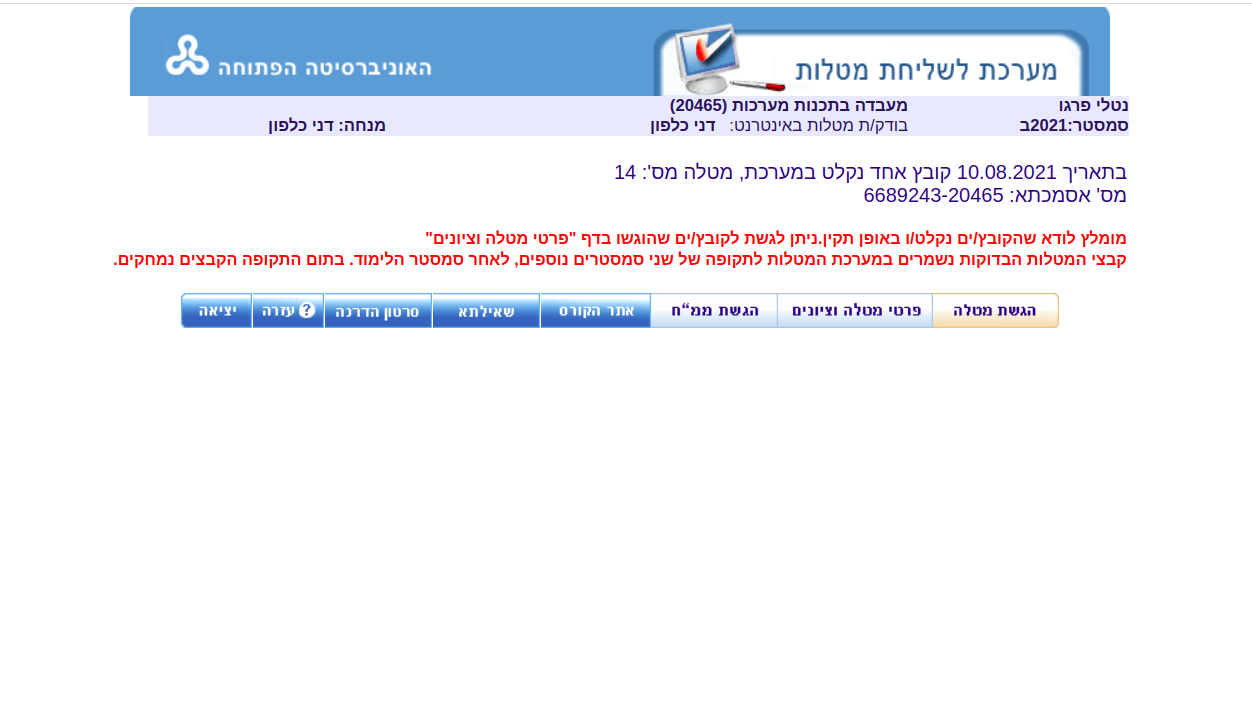 האוניברסיטה הפתוחה
מערכת לשליחת מטלות
נטלי פרגו
מעבדה בתכנות מערכות (20465)
סמסטר:2021ב
בודק/ת מטלות באינטרנט: דני כלפון
מנחה: דני כלפון
בתאריך 10.08.2021 קובץ אחד נקלט במערכת, מטלה מס': 14
מס' אסמכתא: 6689243-20465
מומלץ לודא שהקובץ/ים נקלט/ו באופן תקין.ניתן לגשת לקובץ/ים שהוגשו בדף "פרטי מטלה וציונים"
קבצי המטלות הבדוקות נשמרים במערכת המטלות לתקופה של שני סמסטרים נוספים, לאחר סמסטר הלימוד. בתום התקופה הקבצים נמחקים.
הגשת מטלה
פרטי מטלה וציונים
הגשת ממ"ח
אתר הקורס
שאילתא
סרטון הדרכה
? עזרה
יציאה